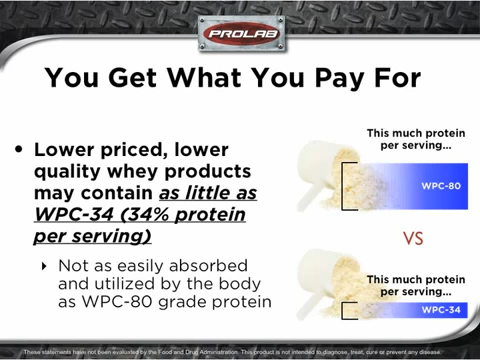 PROLAB
You Get What You Pay For
• Lower priced, lower
quality whey products
may contain as little as
WPC-34 (34% protein
per serving)
Not as easily absorbed
and utilized by the body
as WPC-80 grade protein
This much protein
per serving...
WPC-80
VS
This much protein
per serving...
WPC-34
These statements have not been evaluated by the Food and Drug Administration. This product is not intended to diagnose, treat, cure or prevent any disease.